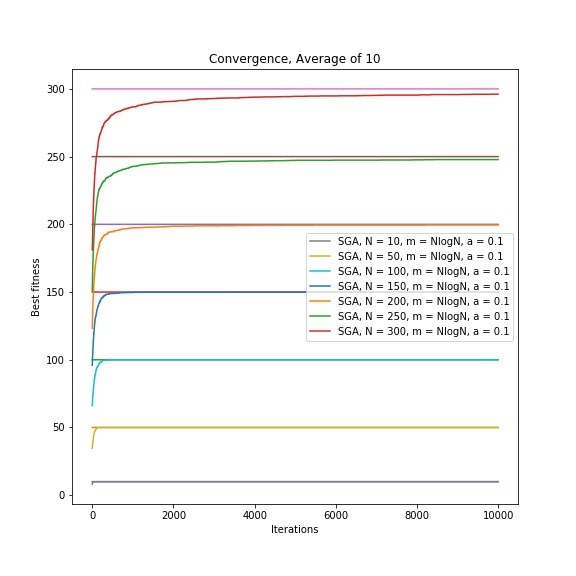 Convergence, Average of 10
300
250
200
150
100
50
0
Best fitness
SGA, N = 10, m = NlogN, a = 0.1
SGA, N = 50, m = NlogN, a = 0.1
SGA, N = 100, m = NlogN, a = 0.1
SGA, N = 150, m = NlogN, a = 0.1
SGA, N = 200, m = NlogN, a = 0.1
SGA, N = 250, m = NlogN, a = 0.1
SGA, N = 300, m = NlogN, a = 0.1
0 2000 4000 6000 8000 10000
Iterations